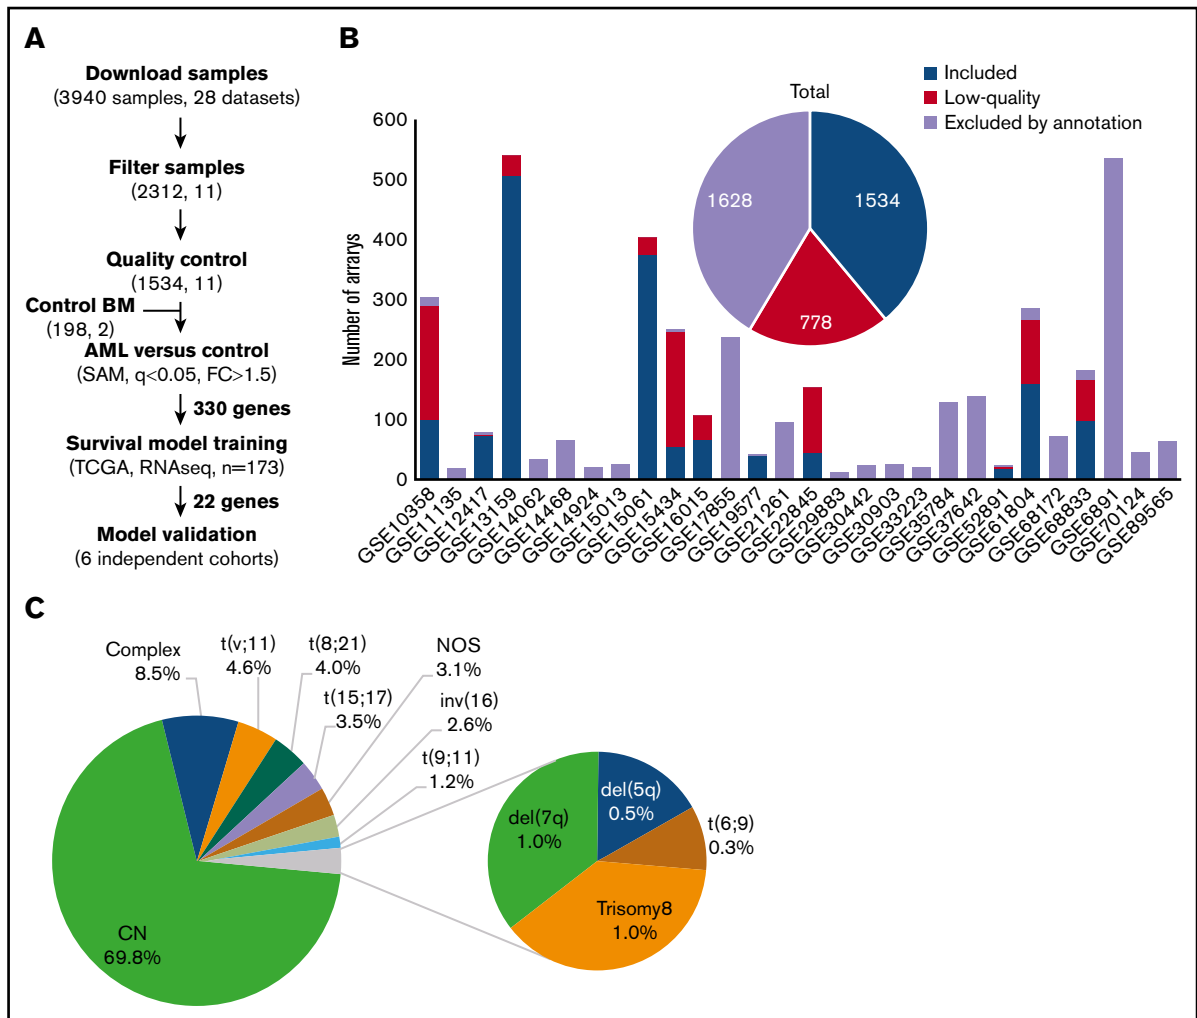 A
Download samples
(3940 samples, 28 datasets)
Filter samples
(2312, 11)
Quality control
(1534, 11)
Control BM
(198, 2)
AML versus control
(SAM, q<0.05, FC>1.5)
330 genes
Survival model training
(TCGA, RNAseq, n=173)
22 genes
Model validation
(6 independent cohorts)
B
Included
Low-quality
Excluded by annotation
Total
1628
1534
778
Number of arrarys
600
500
400
300
200
100
0
GSE10358
GSE11135
GSE12417
GSE13159
GSE14062
GSE14468
GSE14924
GSE15013
GSE15061
GSE15434
GSE16015
GSE17855
GSE19577
GSE21261
GSE22845
GSE29883
GSE30442
GSE30903
GSE33223
GSE35784
GSE37642
GSE52891
GSE61804
GSE68172
GSE68833
GSE6891
GSE70124
GSE89565
C
Complex
8.5%
t(v;11)
4.6%
t(8;21)
4.0%
t(15;17)
3.5%
NOS
3.1%
inv(16)
2.6%
t(9;11)
1.2%
CN
69.8%
del(7q)
1.0%
del(5q)
0.5%
t(6;9)
0.3%
Trisomy8
1.0%